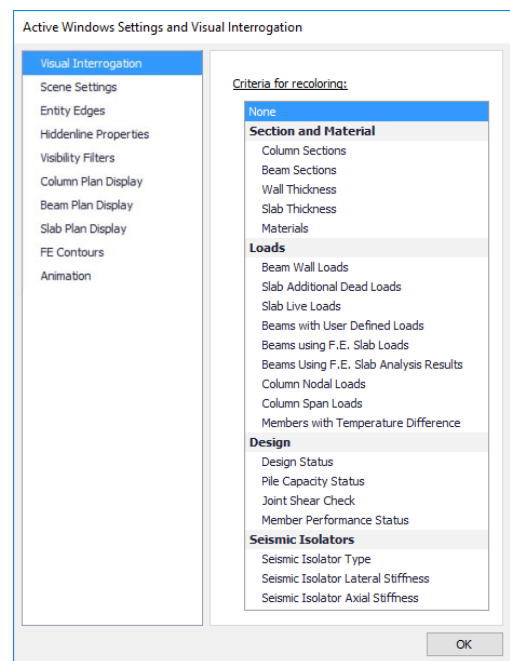 Active Windows Settings and Visual Interrogation
Visual Interrogation
Scene Settings
Entity Edges
Hiddenline Properties
Visibility Filters
Column Plan Display
Beam Plan Display
Slab Plan Display
FE Contours
Animation
Criteria for recoloring:
None
Section and Material
Column Sections
Beam Sections
Wall Thickness
Slab Thickness
Materials
Loads
Beam Wall Loads
Slab Additional Dead Loads
Slab Live Loads
Beams with User Defined Loads
Beams using F.E. Slab Loads
Beams Using F.E. Slab Analysis Results
Column Nodal Loads
Column Span Loads
Members with Temperature Difference
Design
Design Status
Pile Capacity Status
Joint Shear Check
Member Performance Status
Seismic Isolators
Seismic Isolator Type
Seismic Isolator Lateral Stiffness
Seismic Isolator Axial Stiffness
OK